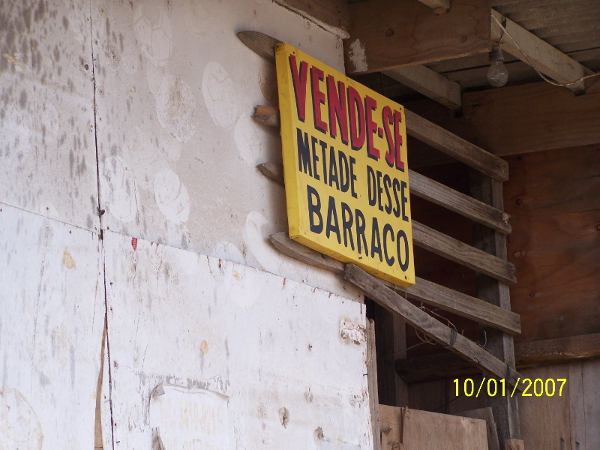 VENDE-SE
METADE DESSE
BARRACO
10/01/2007